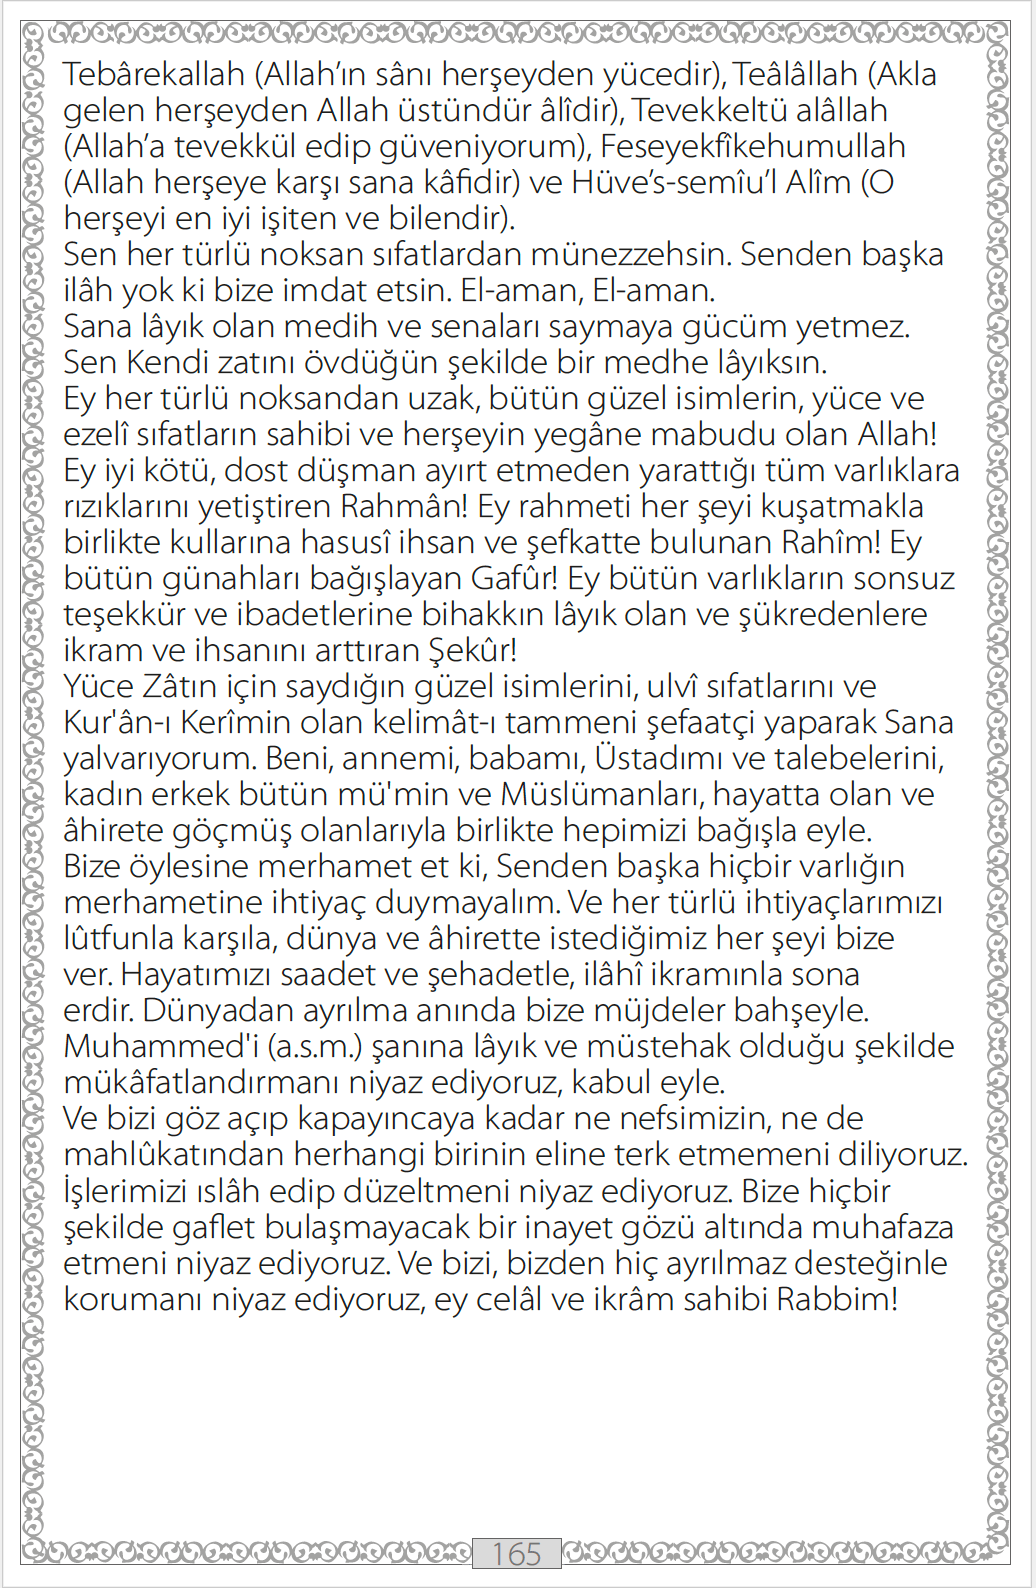 Tebârekallah (Allah’ın sânı herşeyden yücedir), Teâlâllah (Akla
gelen herşeyden Allah üstündür âlîdir), Tevekkeltü alâllah
(Allah’a tevekkül edip güveniyorum), Feseyekfîkehumullah
(Allah herşeye karşı sana kâfidir) ve Hüve’s-semîu’l Alîm (O
herşeyi en iyi işiten ve bilendir).
Sen her türlü noksan sıfatlardan münezzehsin. Senden başka
ilâh yok ki bize imdat etsin. El-aman, El-aman.
Sana lâyık olan medih ve senaları saymaya gücüm yetmez.
Sen Kendi zatını övdüğün şekilde bir medhe lâyıksın.
Ey her türlü noksandan uzak, bütün güzel isimlerin, yüce ve
ezelî sıfatların sahibi ve herşeyin yegâne mabudu olan Allah!
Ey iyi kötü, dost düşman ayırt etmeden yarattığı tüm varlıklara
rızıklarını yetiştiren Rahmân! Ey rahmeti her şeyi kuşatmakla
birlikte kullarına hasusî ihsan ve şefkatte bulunan Rahîm! Ey
bütün günahları bağışlayan Gafûr! Ey bütün varlıkların sonsuz
teşekkür ve ibadetlerine bihakkın lâyık olan ve şükredenlere
ikram ve ihsanını arttıran Şekûr!
Yüce Zâtın için saydığın güzel isimlerini, ulvî sıfatlarını ve
Kur'ân-ı Kerîmin olan kelimât-ı tammeni şefaatçi yaparak Sana
yalvarıyorum. Beni, annemi, babamı, Üstadımı ve talebelerini,
kadın erkek bütün mü'min ve Müslümanları, hayatta olan ve
âhirete göçmüş olanlarıyla birlikte hepimizi bağışla eyle.
Bize öylesine merhamet et ki, Senden başka hiçbir varlığın
merhametine ihtiyaç duymayalım. Ve her türlü ihtiyaçlarımızı
lûtfunla karşıla, dünya ve âhirette istediğimiz her şeyi bize
ver. Hayatımızı saadet ve şehadetle, ilâhî ikramınla sona
erdir. Dünyadan ayrılma anında bize müjdeler bahşeyle.
Muhammed'i (a.s.m.) şanına lâyık ve müstehak olduğu şekilde
mükâfatlandırmanı niyaz ediyoruz, kabul eyle.
Ve bizi göz açıp kapayıncaya kadar ne nefsimizin, ne de
mahlûkatından herhangi birinin eline terk etmemeni diliyoruz.
İşlerimizi ıslâh edip düzeltmeni niyaz ediyoruz. Bize hiçbir
şekilde gaflet bulaşmayacak bir inayet gözü altında muhafaza
etmeni niyaz ediyoruz. Ve bizi, bizden hiç ayrılmaz desteğinle
korumanı niyaz ediyoruz, ey celâl ve ikrâm sahibi Rabbim!
165